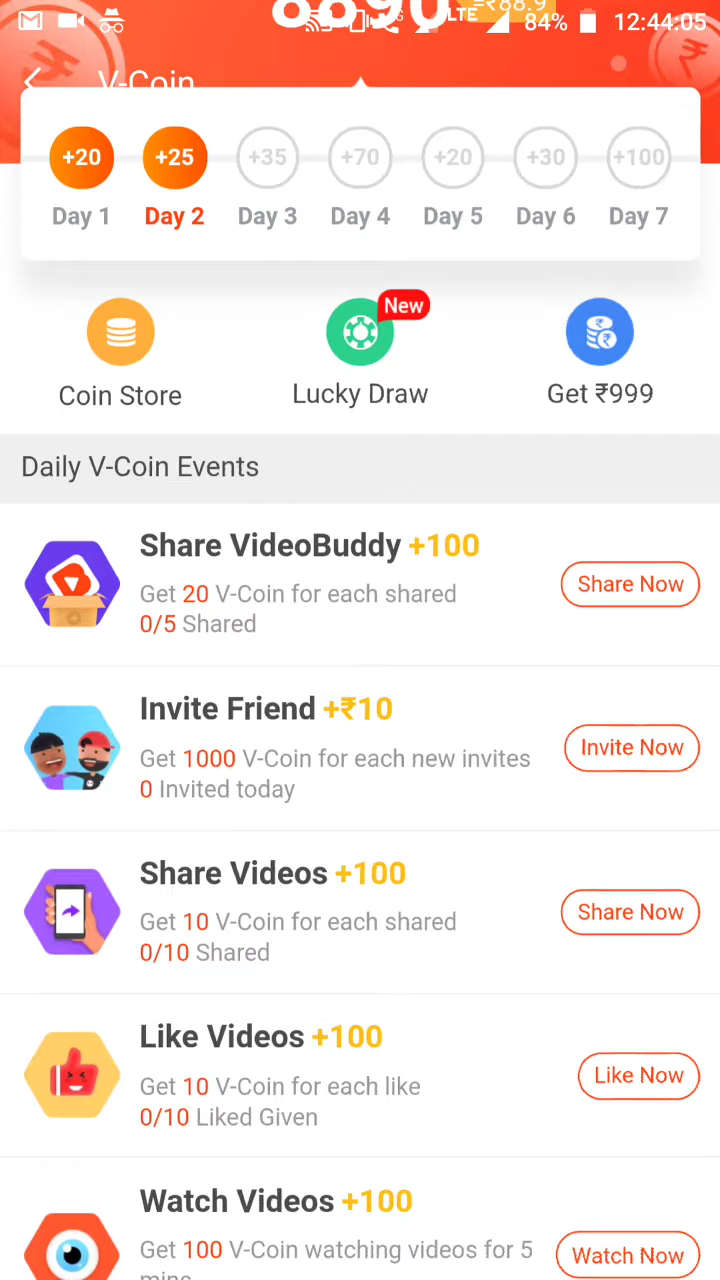 84% 12:44:05
V-Coin
+20 +25 +35 +70 +20 +30 +100
Day 1 Day 2 Day 3 Day 4 Day 5 Day 6 Day 7
New
Coin Store Lucky Draw Get ₹999
Daily V-Coin Events
Share VideoBuddy +100
Get 20 V-Coin for each shared
0/5 Shared
Share Now
Invite Friend +₹10
Get 1000 V-Coin for each new invites
0 Invited today
Invite Now
Share Videos +100
Get 10 V-Coin for each shared
0/10 Shared
Share Now
Like Videos +100
Get 10 V-Coin for each like
0/10 Liked Given
Like Now
Watch Videos +100
Get 100 V-Coin watching videos for 5
mins
Watch Now